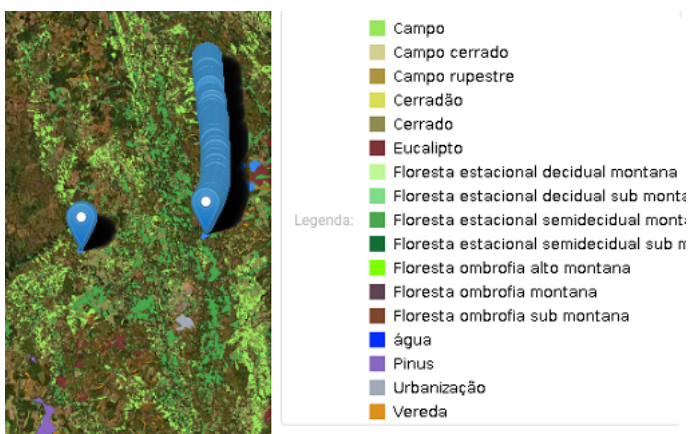 Campo
Campo cerrado
Campo rupestre
Cerradão
Cerrado
Eucalipto
Floresta estacional decidual montana
Floresta estacional decidual sub monta
Legenda:
Floresta estacional semidecidual mont
Floresta estacional semidecidual sub m
Floresta ombrofia alto montana
Floresta ombrofia montana
Floresta ombrofia sub montana
água
Pinus
Urbanização
Vereda